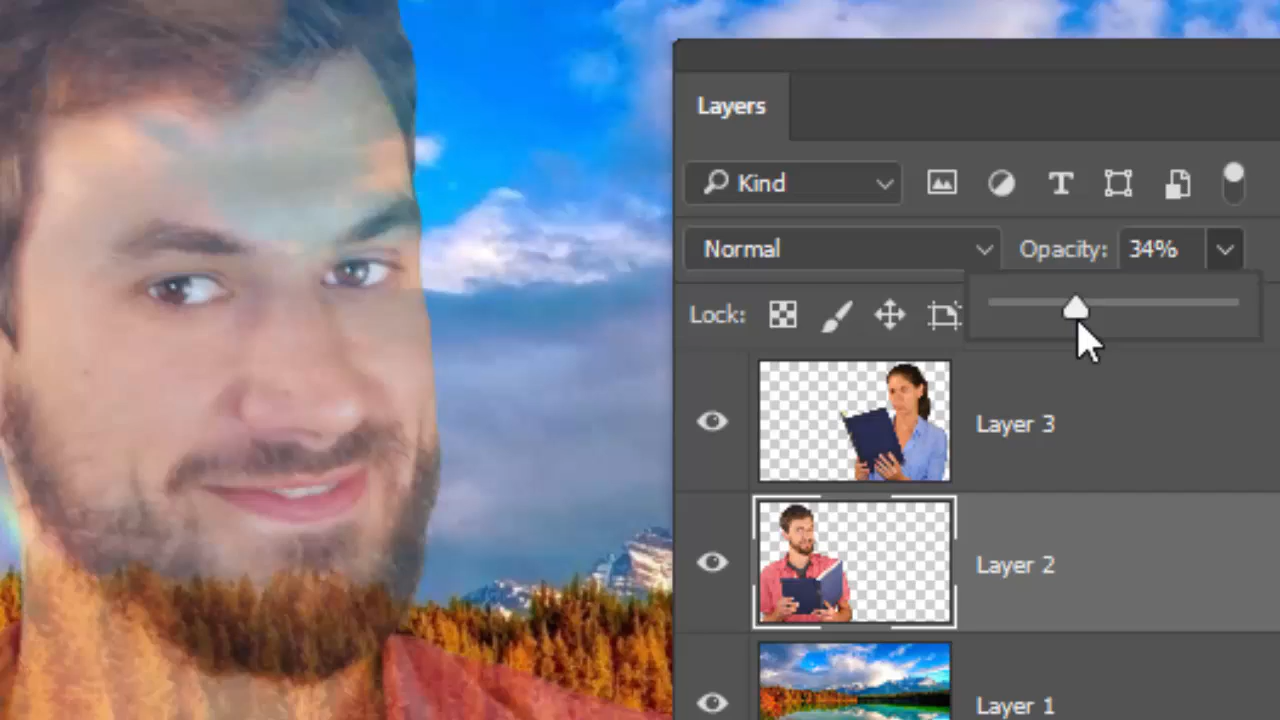 Layers
Kind
Normal Opacity: 34%
Lock:
Layer 3
Layer 2
Layer 1